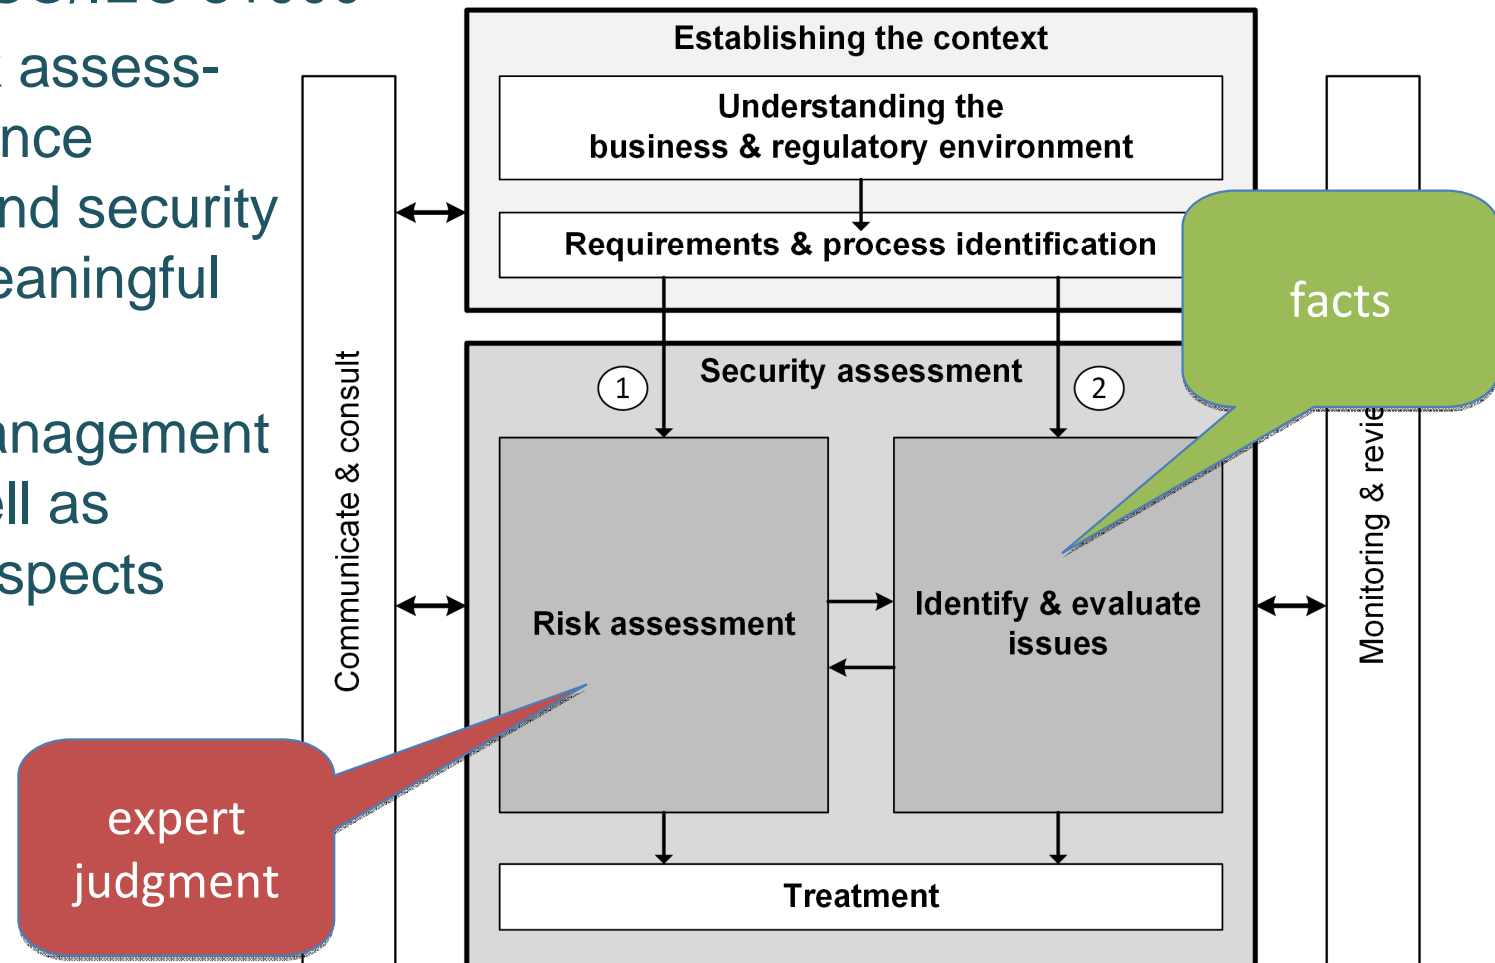 assess-
nce
nd security
eaningful
anagement
ell as
spects
Establishing the context
Understanding the
business & regulatory environment
Requirements & process identification
facts
Security assessment
1
2
Communicate & consult
Monitoring & revie
Risk assessment
Identify & evaluate
issues
expert
judgment
Treatment